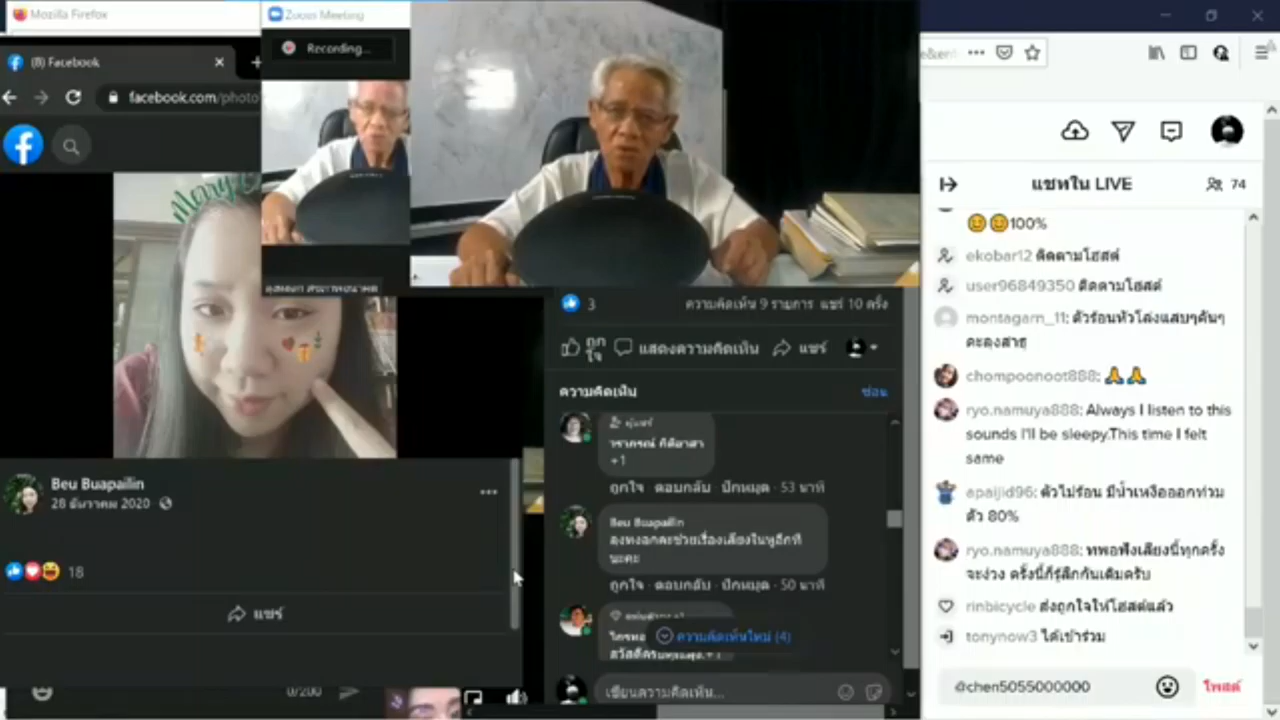 Mozilla Firefox
Zoom Meeting
Recording...
(8) Facebook
facebook.com/photo
Merry
Beu Buapailin
28 ธันวาคม 2020
18
แชร์
0/200
3
ความคิดเห็น 9 รายการ แชร์ 10 ครั้ง
ถูกใจ
แสดงความคิดเห็น
แชร์
ความคิดเห็น
ซ่อน
วราภรณ์ กิติอาสา
+1
ถูกใจ · ตอบกลับ · ปักหมุด · 53 นาที
Beu Buapailin
นะคะ
ถูกใจ · ตอบกลับ · ปักหมุด · 50 นาที
ความคิดเห็นใหม่ (4)
เขียนความคิดเห็น...
แชทใน LIVE
74
100%
ekobar12 ติดตามโฮสต์
user96849350 ติดตามโฮสต์
montagarn_11: ตัวร้อนหัวโล่งแสบๆคันๆ
chompoonoot888:
ryo.namuya888: Always I listen to this
sounds I'll be sleepy.This time I felt
same
apaijid96: ตัวไม่ร้อน มีน้ำเหงื่อออกท่วม
ตัว 80%
ryo.namuya888: ทพอฟังเสียงนี้ทุกครั้ง
จะง่วง ครั้งนี้ก็รู้สึกกันเดิมครับ
rinbicycle ส่งถูกใจให้โฮสต์แล้ว
tonynow3 ได้เข้าร่วม
@chen5055000000
โพสต์